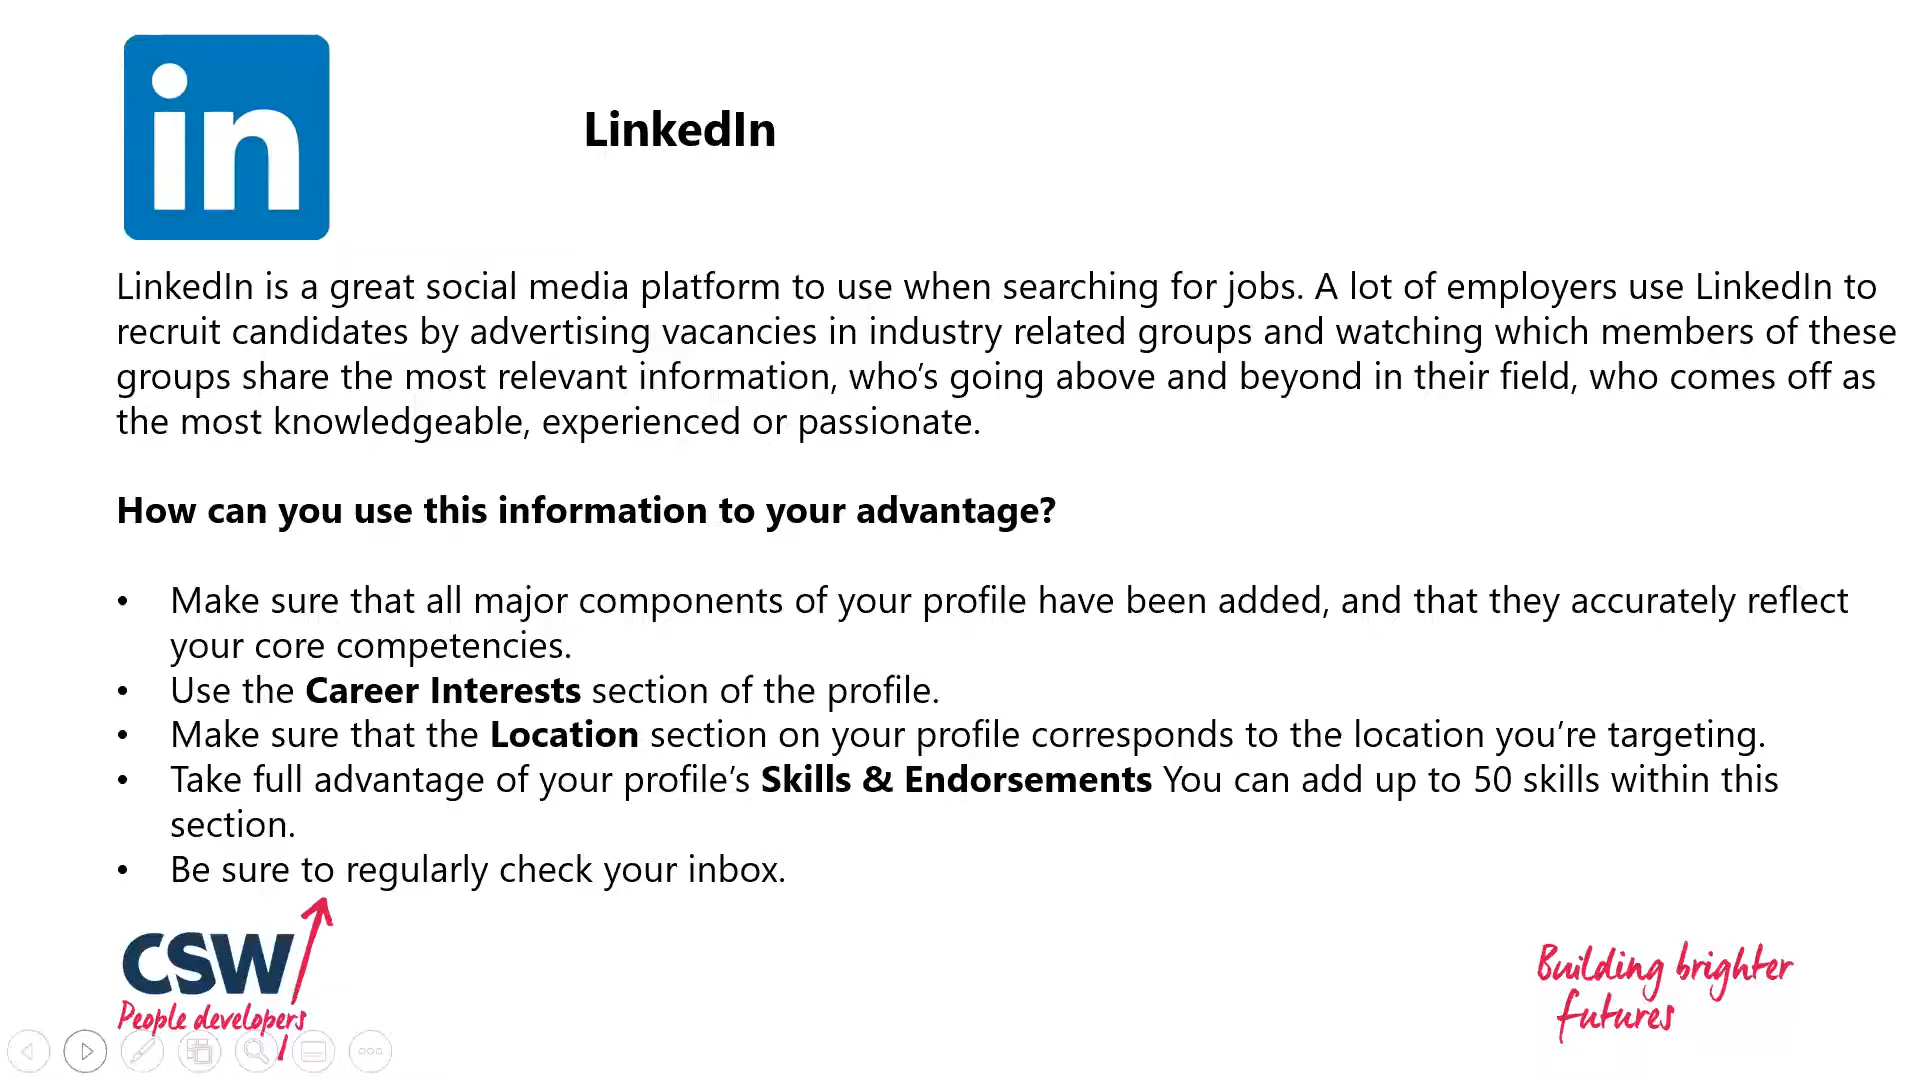 in
LinkedIn
LinkedIn is a great social media platform to use when searching for jobs. A lot of employers use LinkedIn to
recruit candidates by advertising vacancies in industry related groups and watching which members of these
groups share the most relevant information, who’s going above and beyond in their field, who comes off as
the most knowledgeable, experienced or passionate.
How can you use this information to your advantage?
• Make sure that all major components of your profile have been added, and that they accurately reflect
your core competencies.
• Use the Career Interests section of the profile.
• Make sure that the Location section on your profile corresponds to the location you’re targeting.
• Take full advantage of your profile’s Skills & Endorsements You can add up to 50 skills within this
section.
• Be sure to regularly check your inbox.
CSW
People developers
Building brighter
futures